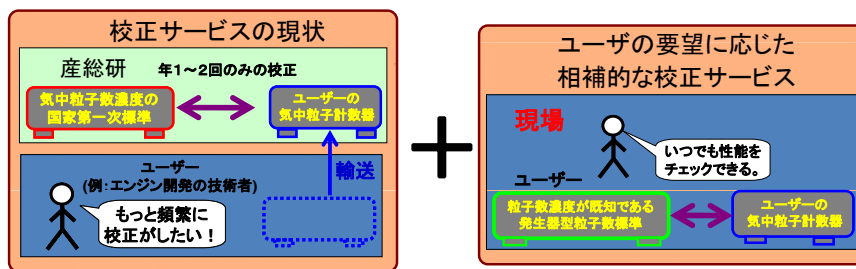 校正サービスの現状
産総研 年1～2回のみの校正
気中粒子数濃度の
国家第一次標準
ユーザーの
気中粒子計数器
ユーザー
(例:エンジン開発の技術者)
輸送
もっと頻繁に
校正がしたい！
＋
ユーザの要望に応じた
相補的な校正サービス
現場
いつでも性能を
チェックできる。
ユーザー
粒子数濃度が既知である
発生器型粒子数標準
ユーザーの
気中粒子計数器